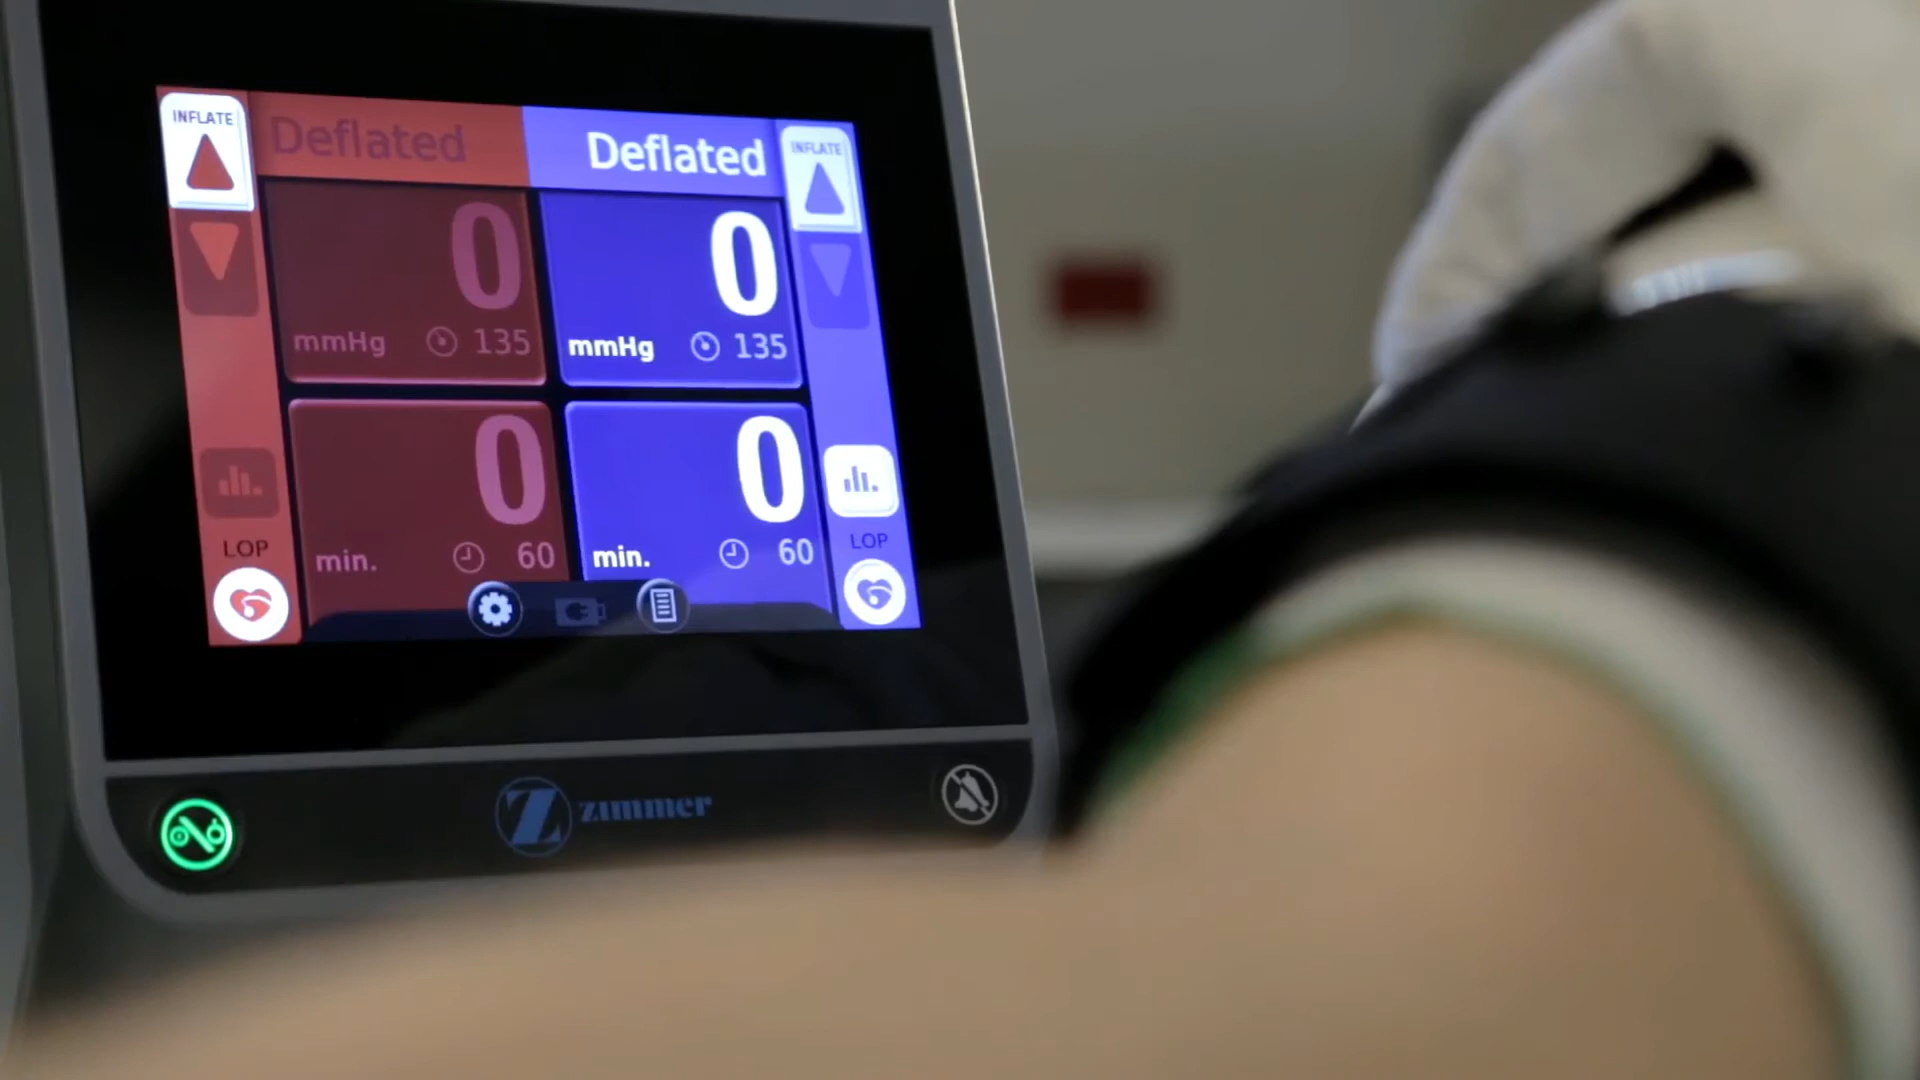 INFLATE
Deflated
Deflated
INFLATE
0
0
mmHg 135
mmHg 135
0
0
LOP
LOP
min. 60
min. 60
Z zimmer